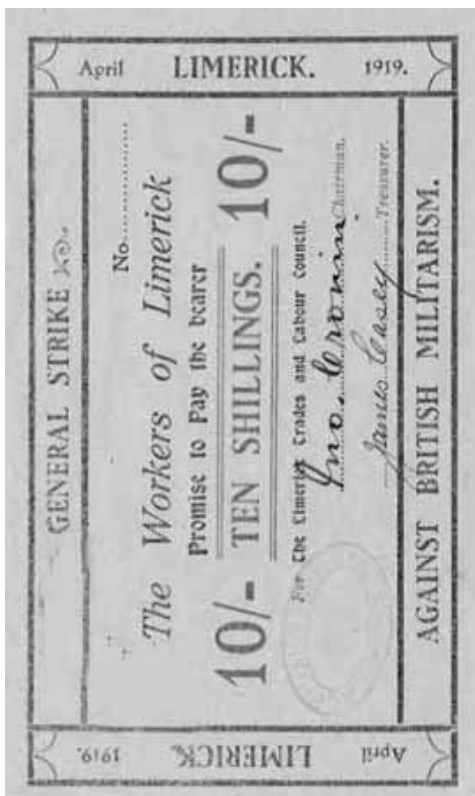 GENERAL STRIKE
April LIMERICK. 1919.
No.
The Workers of Limerick
Promise to Pay the bearer
10/- TEN SHILLINGS. 10/-
For The Limerick Trades and Labour Council.
Jno. Cronin Chairman.
James Casey Treasurer.
AGAINST BRITISH MILITARISM.
April LIMERICK. 1919.